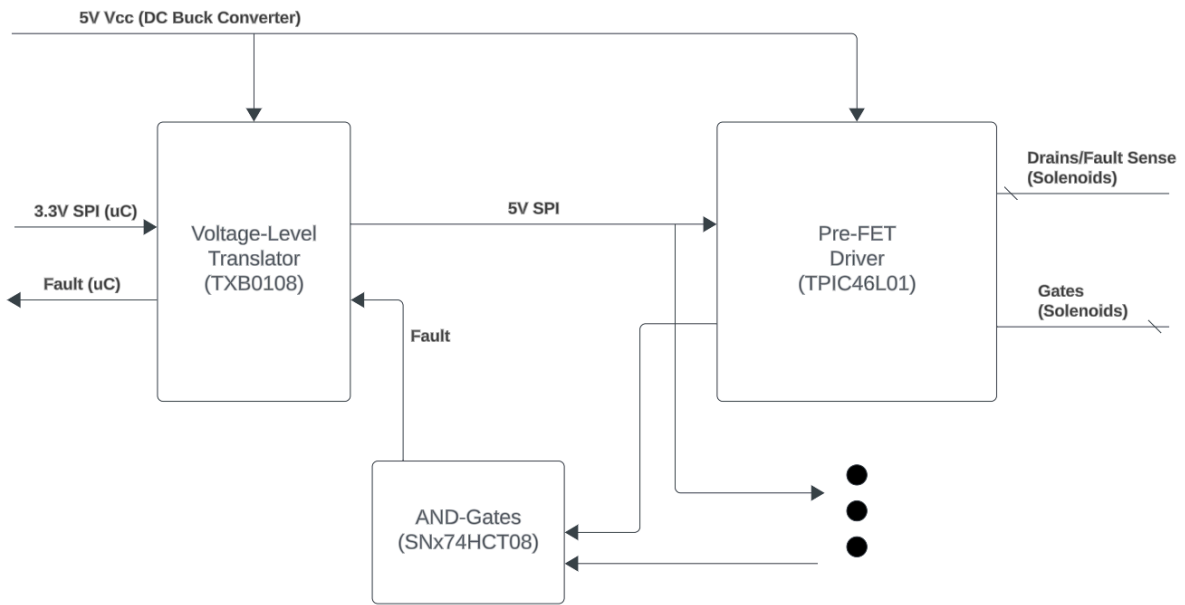 5V Vcc (DC Buck Converter)
Drains/Fault Sense
(Solenoids)
3.3V SPI (uC)
5V SPI
Voltage-Level
Translator
(TXB0108)
Pre-FET
Driver
(TPIC46L01)
Fault (uC)
Gates
(Solenoids)
Fault
AND-Gates
(SNx74HCT08)